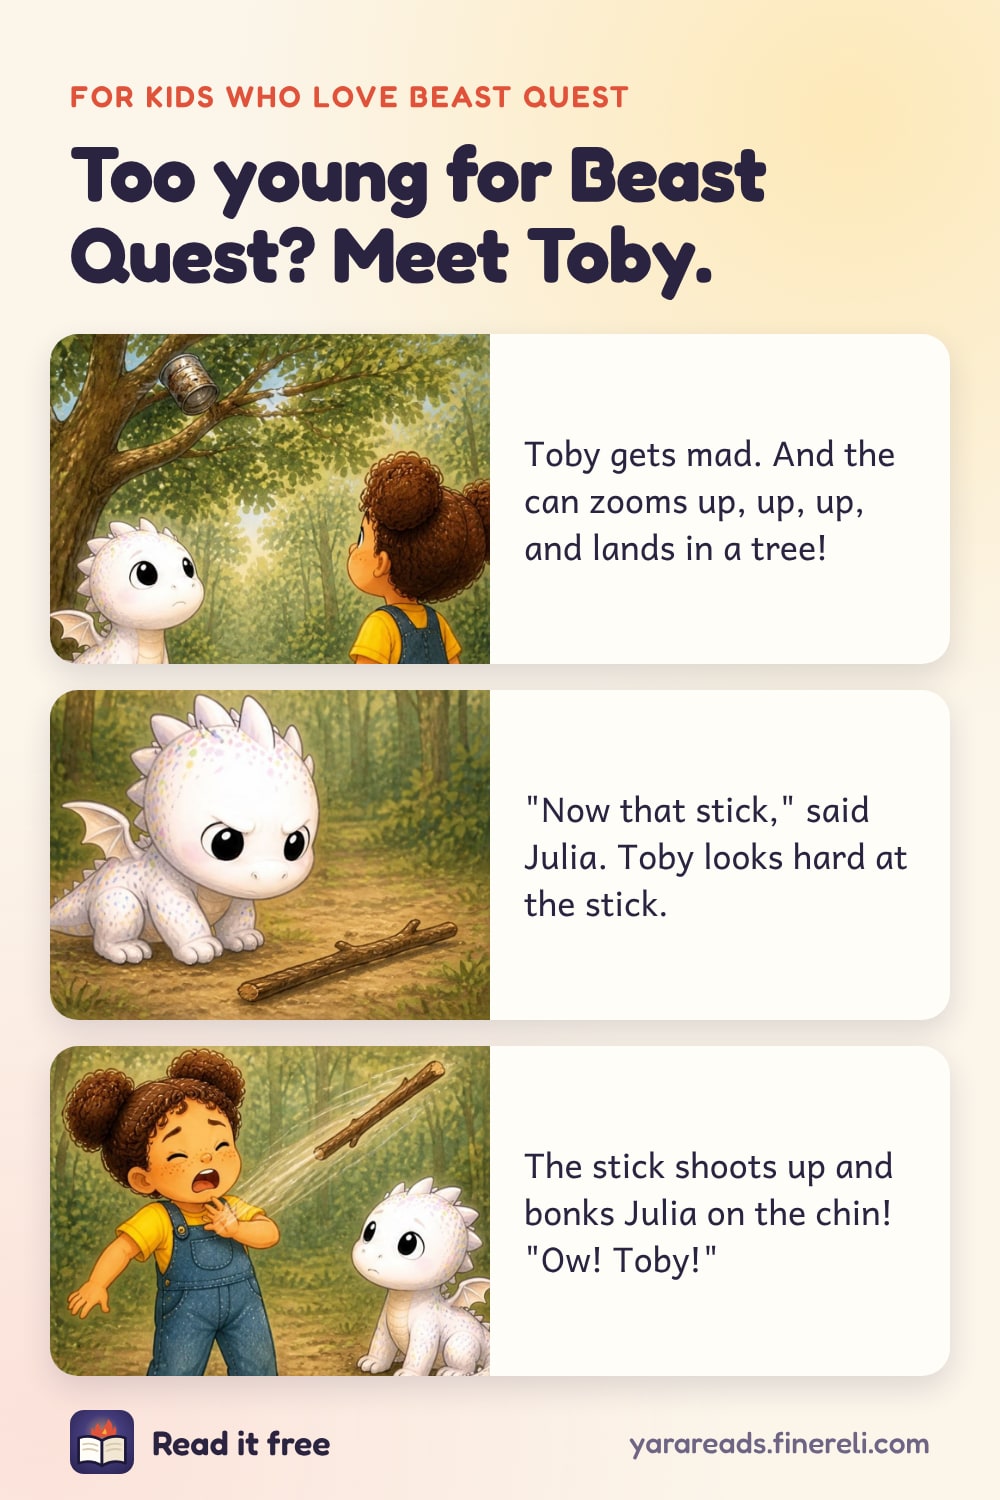 FOR KIDS WHO LOVE BEAST QUEST
Too young for Beast
Quest? Meet Toby.
Toby gets mad. And the
can zooms up, up, up,
and lands in a tree!
"Now that stick," said
Julia. Toby looks hard at
the stick.
The stick shoots up and
bonks Julia on the chin!
"Ow! Toby!"
Read it free
yarareads.finereli.com